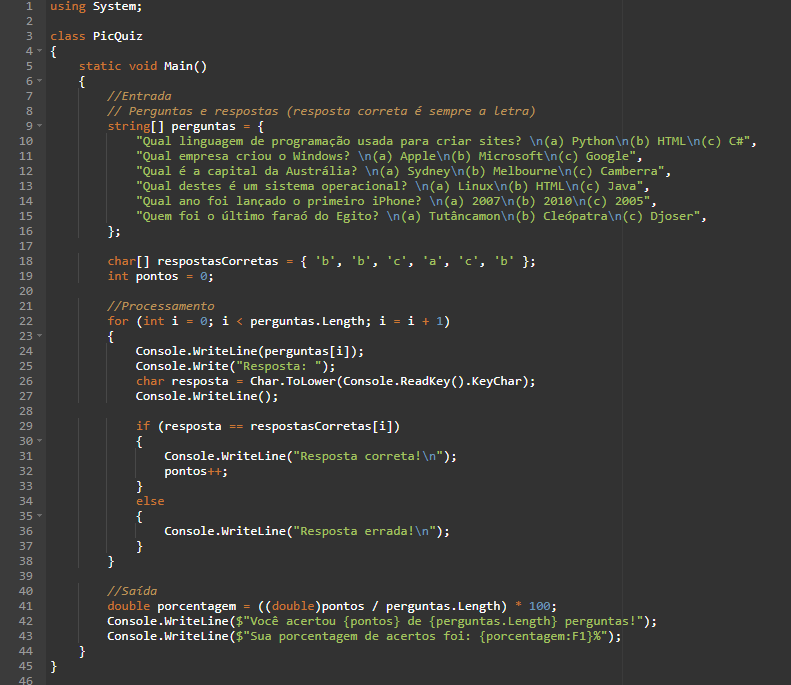 1 using System;
2
3 class PicQuiz
4 {
5     static void Main()
6     {
7         //Entrada
8         // Perguntas e respostas (resposta correta é sempre a letra)
9         string[] perguntas = {
10             "Qual linguagem de programação usada para criar sites? \n(a) Python\n(b) HTML\n(c) C#",
11             "Qual empresa criou o Windows? \n(a) Apple\n(b) Microsoft\n(c) Google",
12             "Qual é a capital da Austrália? \n(a) Sydney\n(b) Melbourne\n(c) Camberra",
13             "Qual destes é um sistema operacional? \n(a) Linux\n(b) HTML\n(c) Java",
14             "Qual ano foi lançado o primeiro iPhone? \n(a) 2007\n(b) 2010\n(c) 2005",
15             "Quem foi o último faraó do Egito? \n(a) Tutâncamon\n(b) Cleópatra\n(c) Djoser",
16         };
17
18         char[] respostasCorretas = { 'b', 'b', 'c', 'a', 'c', 'b' };
19         int pontos = 0;
20
21         //Processamento
22         for (int i = 0; i < perguntas.Length; i = i + 1)
23         {
24             Console.WriteLine(perguntas[i]);
25             Console.Write("Resposta: ");
26             char resposta = Char.ToLower(Console.ReadKey().KeyChar);
27             Console.WriteLine();
28
29             if (resposta == respostasCorretas[i])
30             {
31                 Console.WriteLine("Resposta correta!\n");
32                 pontos++;
33             }
34             else
35             {
36                 Console.WriteLine("Resposta errada!\n");
37             }
38         }
39
40         //Saída
41         double porcentagem = ((double)pontos / perguntas.Length) * 100;
42         Console.WriteLine($"Você acertou {pontos} de {perguntas.Length} perguntas!");
43         Console.WriteLine($"Sua porcentagem de acertos foi: {porcentagem:F1}%");
44     }
45 }
46